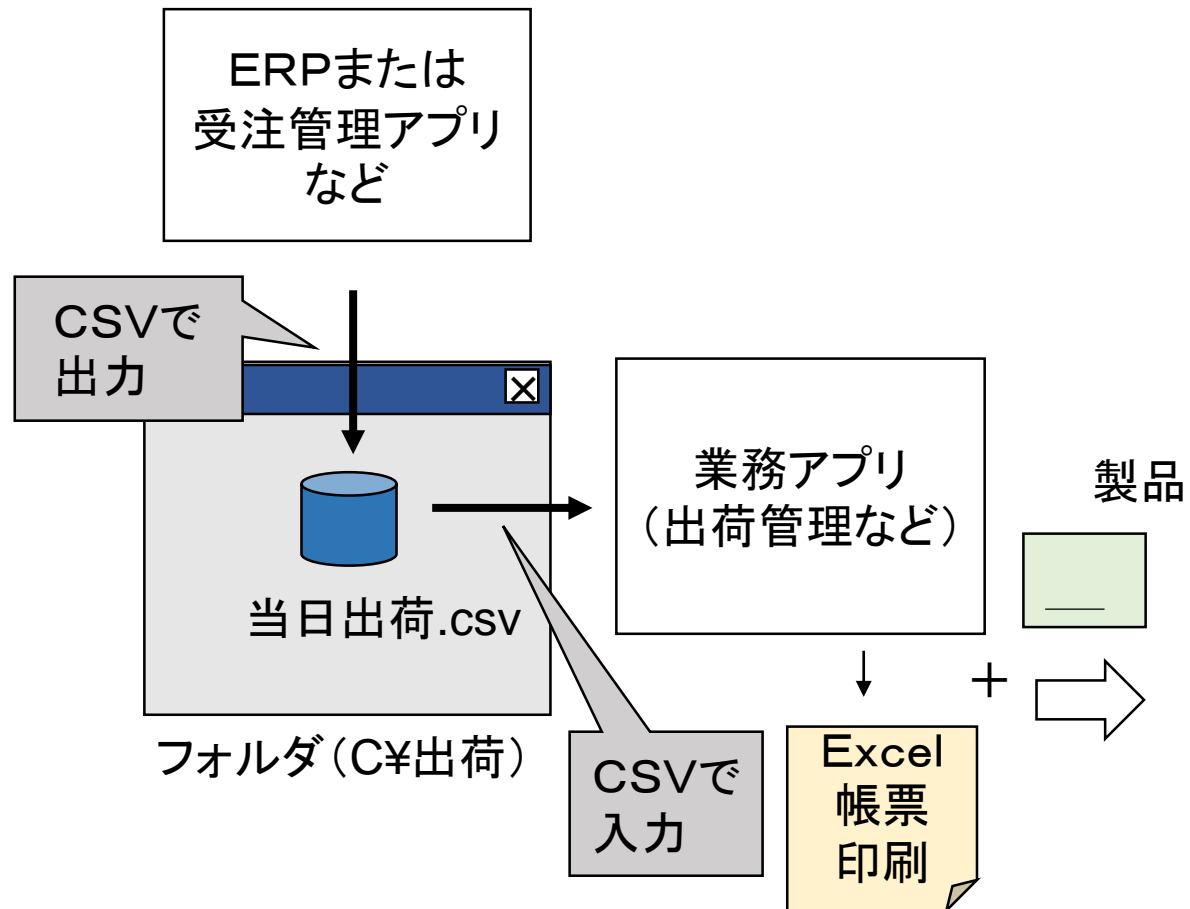 ERPまたは
受注管理アプリ
など
CSVで
出力
業務アプリ
（出荷管理など）
製品
当日出荷.csv
＋
フォルダ（C¥出荷）
CSVで
入力
Excel
帳票
印刷